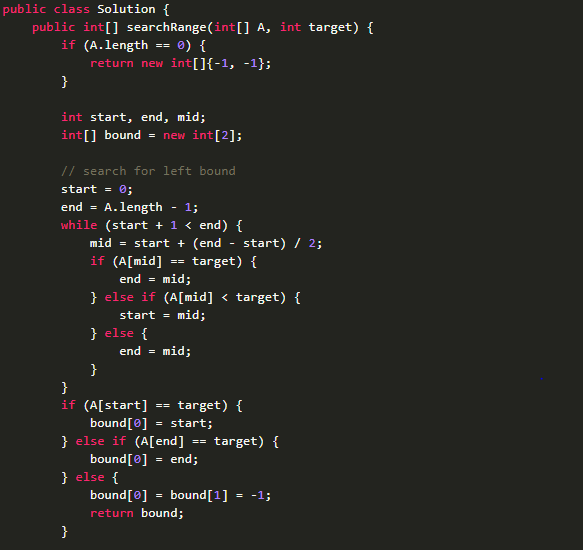 public class Solution {
    public int[] searchRange(int[] A, int target) {
        if (A.length == 0) {
            return new int[]{-1, -1};
        }

        int start, end, mid;
        int[] bound = new int[2];

        // search for left bound
        start = 0;
        end = A.length - 1;
        while (start + 1 < end) {
            mid = start + (end - start) / 2;
            if (A[mid] == target) {
                end = mid;
            } else if (A[mid] < target) {
                start = mid;
            } else {
                end = mid;
            }
        }
        if (A[start] == target) {
            bound[0] = start;
        } else if (A[end] == target) {
            bound[0] = end;
        } else {
            bound[0] = bound[1] = -1;
            return bound;
        }